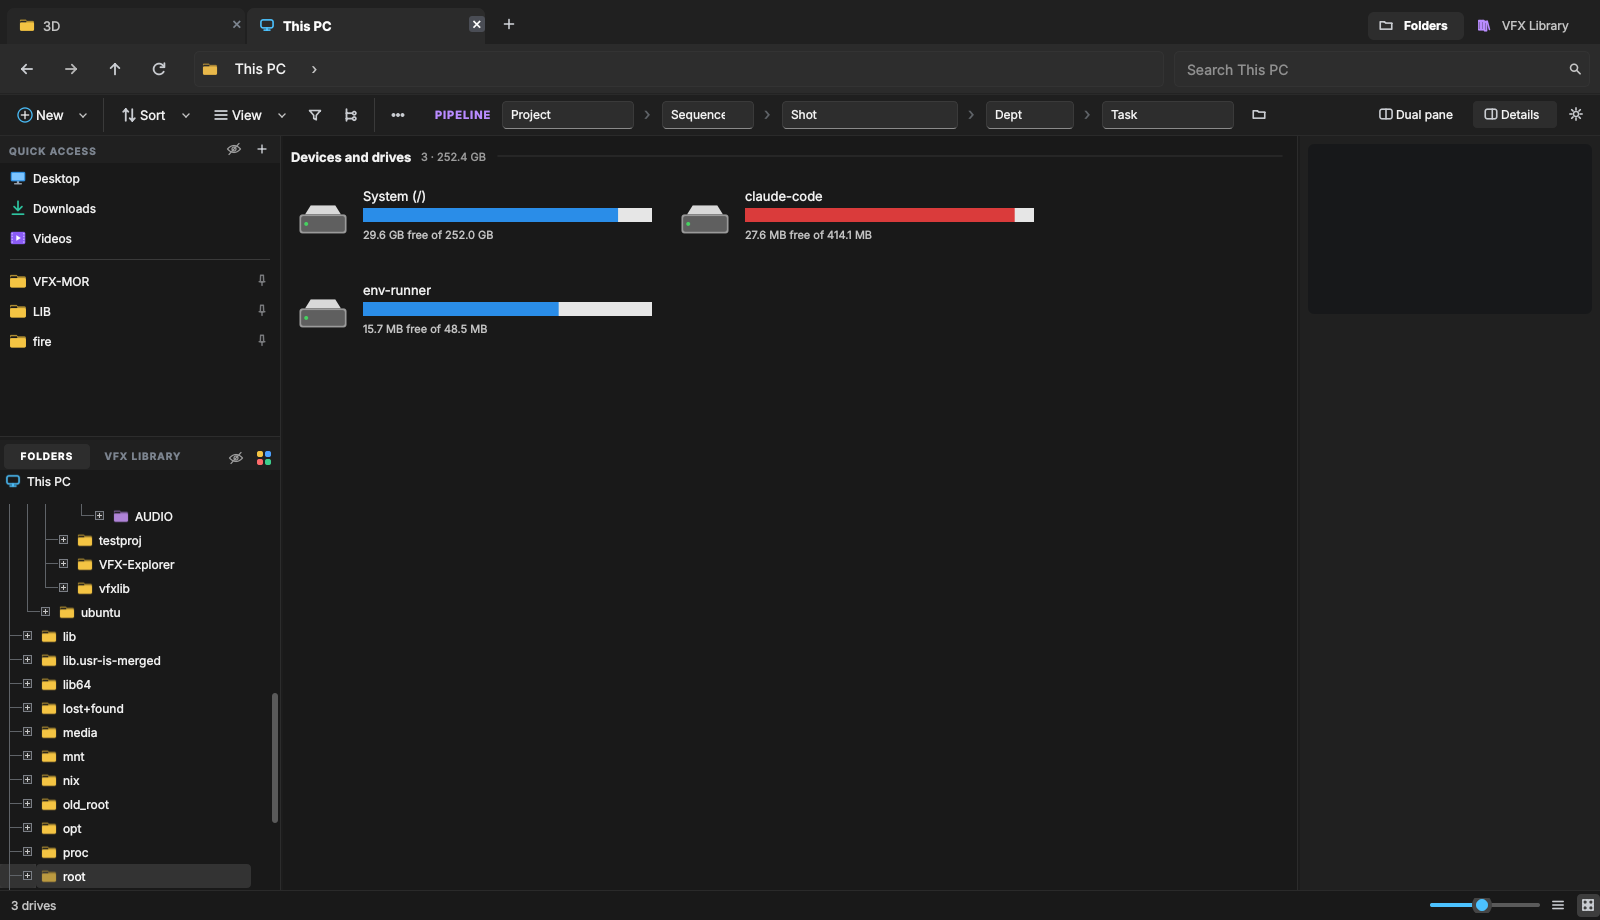 3D
This PC
Folders
VFX Library
This PC
Search This PC
New
Sort
View
PIPELINE
Project
Sequence
Shot
Dept
Task
Dual pane
Details
QUICK ACCESS
Desktop
Downloads
Videos
VFX-MOR
LIB
fire
Devices and drives 3 · 252.4 GB
System (/)
29.6 GB free of 252.0 GB
claude-code
27.6 MB free of 414.1 MB
env-runner
15.7 MB free of 48.5 MB
FOLDERS
VFX LIBRARY
This PC
AUDIO
testproj
VFX-Explorer
vfxlib
ubuntu
lib
lib.usr-is-merged
lib64
lost+found
media
mnt
nix
old_root
opt
proc
root
3 drives